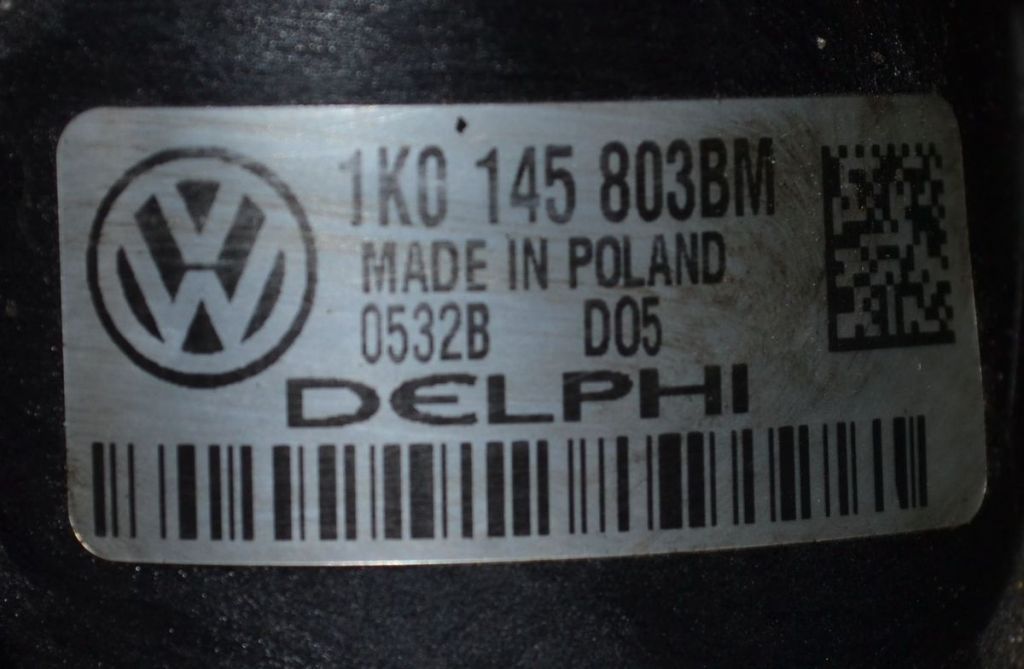 1K0 145 803BM
MADE IN POLAND
0532B D05
DELPHI